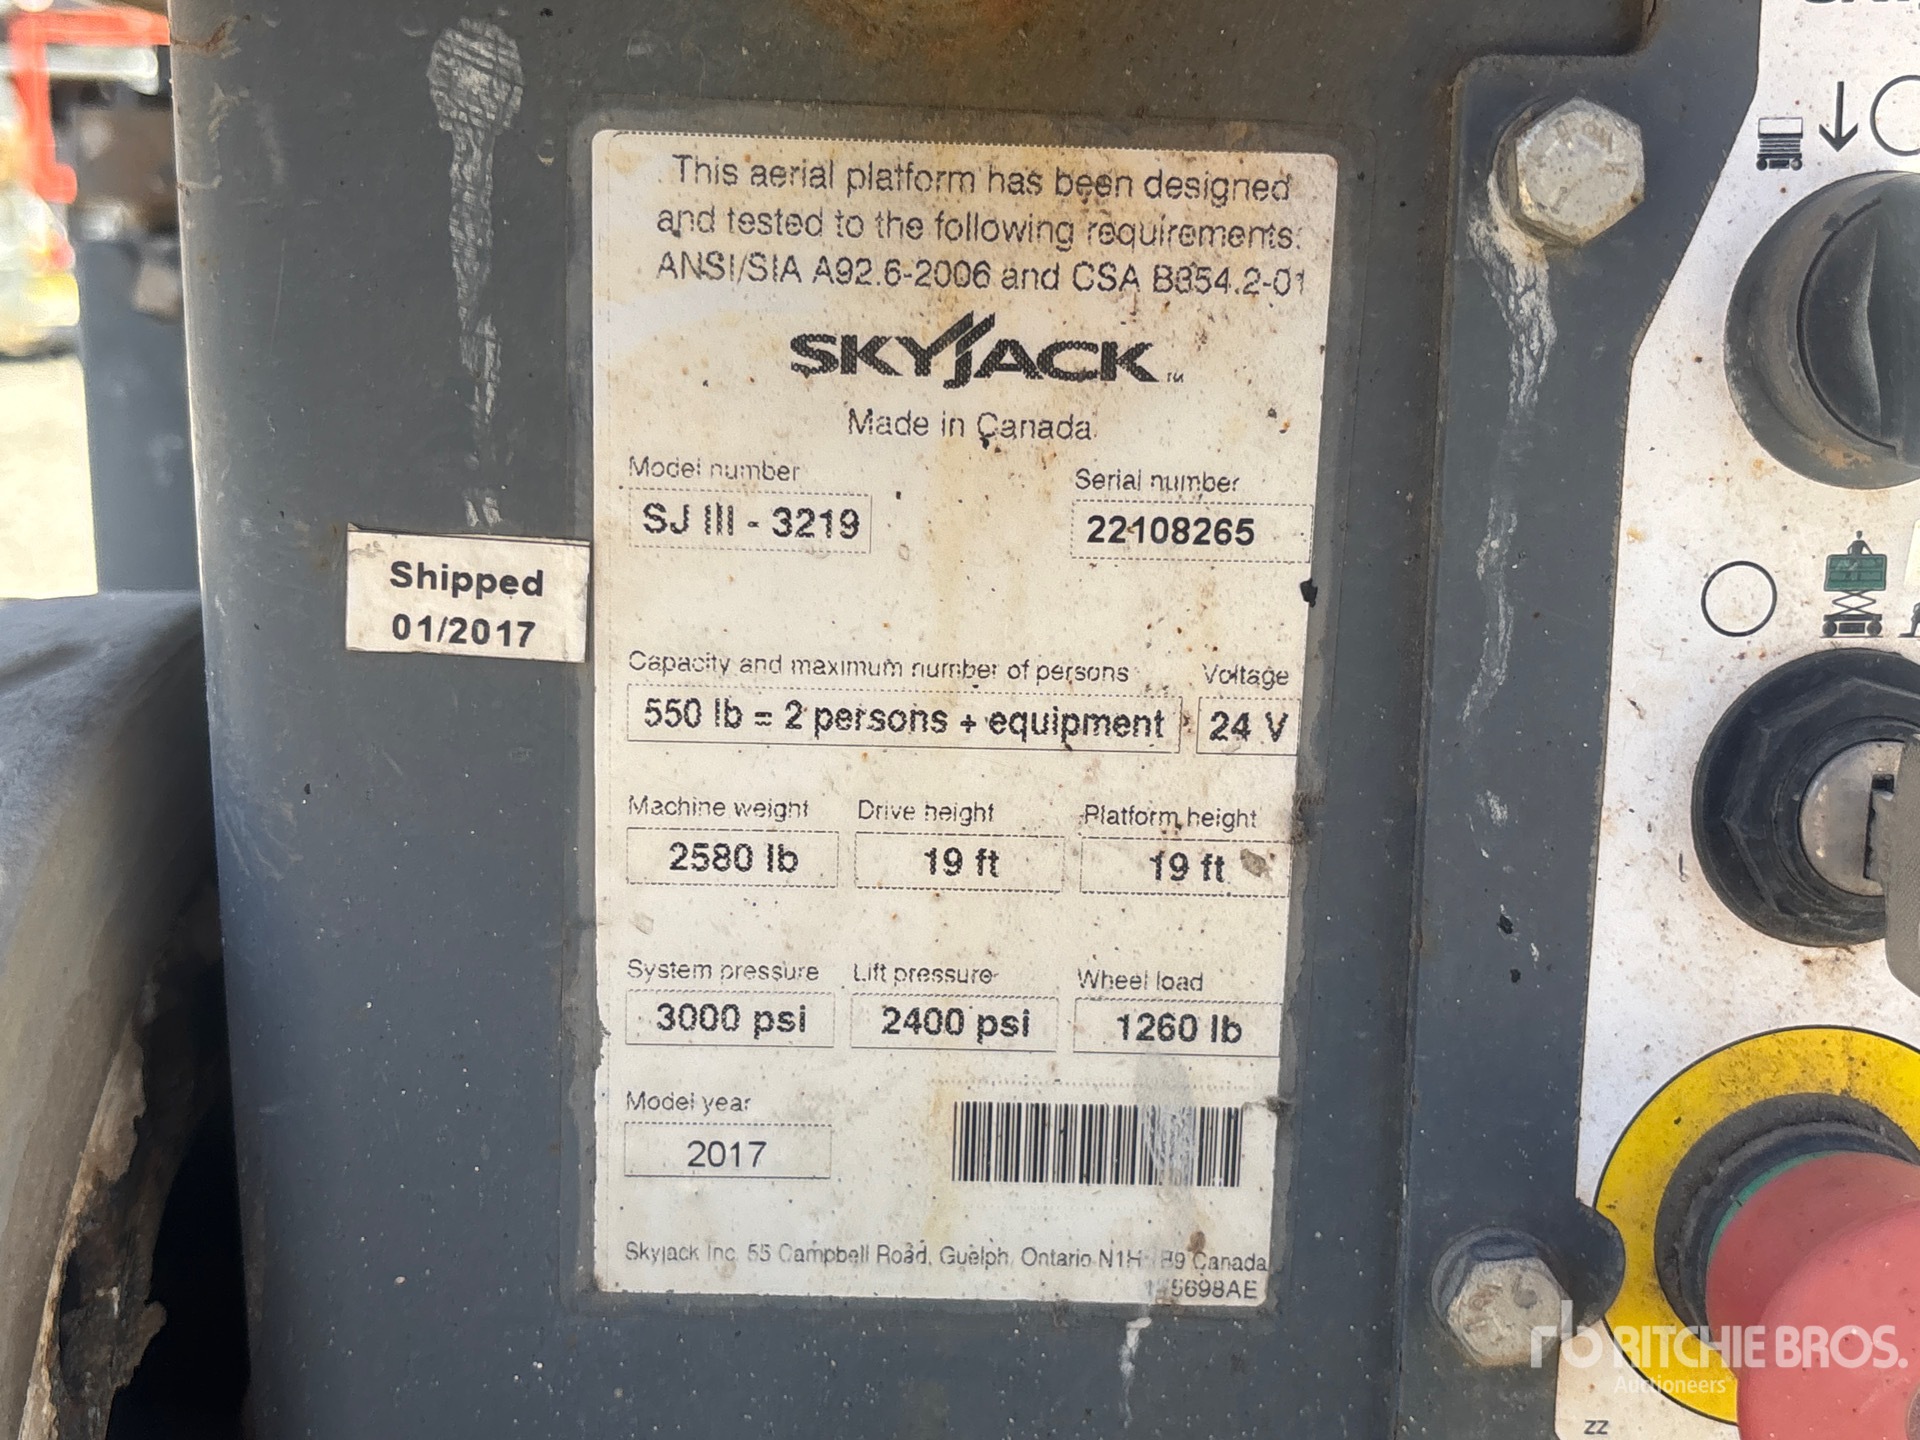 This aerial platform has been designed
and tested to the following requirements:
ANSI/SIA A92.6-2006 and CSA B354.2-01
SKYJACK TM
Made in Canada
Model number
Serial number
SJ III - 3219
22108265
Shipped
01/2017
Capacity and maximum number of persons
Voltage
550 lb = 2 persons + equipment
24 V
Machine weight
Drive height
Platform height
2580 lb
19 ft
19 ft
System pressure
Lift pressure
Wheel load
3000 psi
2400 psi
1260 lb
Model year
2017
Skyjack Inc. 55 Campbell Road, Guelph, Ontario Canada
rb RITCHIE BROS.
Auctioneers
ZZ